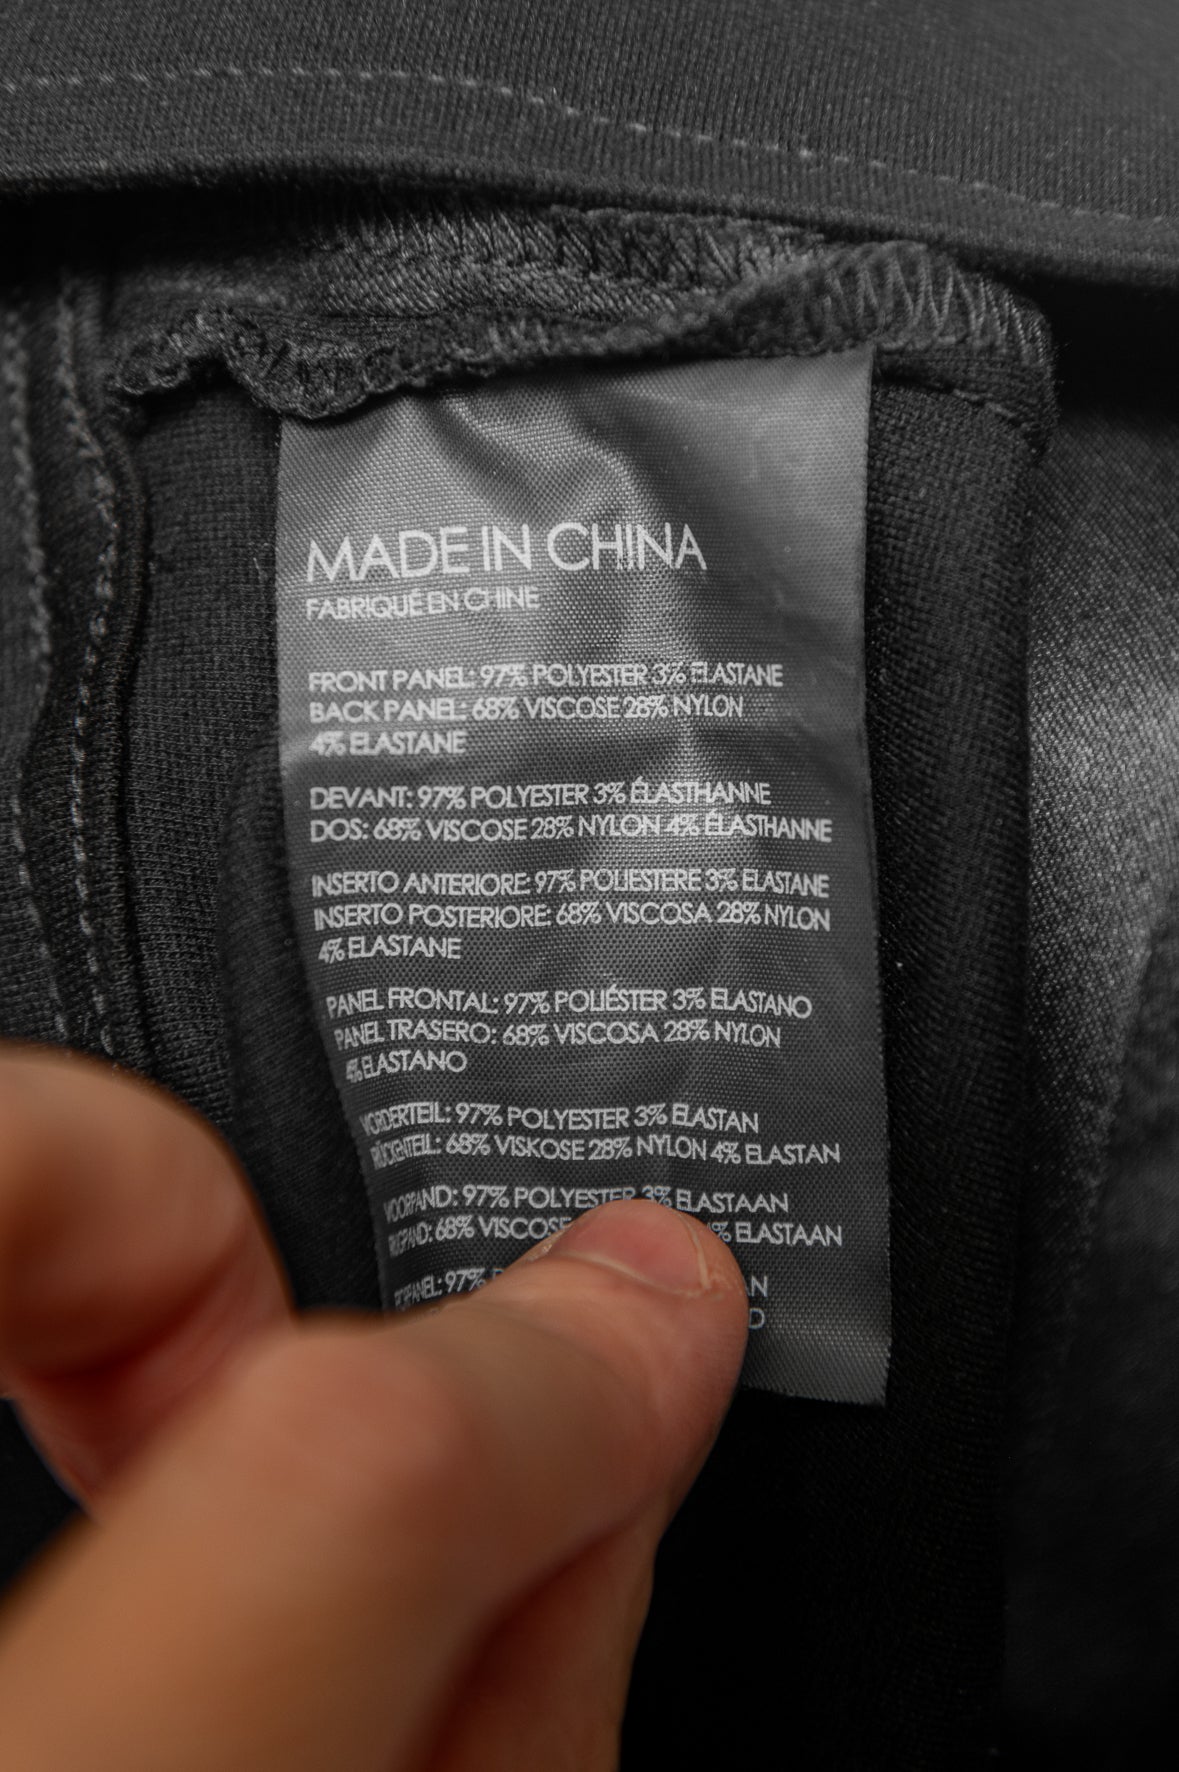 MADE IN CHINA
FABRIQUÉ EN CHINE
FRONT PANEL: 97% POLYESTER 3% ELASTANE
BACK PANEL: 68% VISCOSE 28% NYLON
4% ELASTANE
DEVANT: 97% POLYESTER 3% ÉLASTHANNE
DOS: 68% VISCOSE 28% NYLON 4% ÉLASTHANNE
INSERTO ANTERIORE: 97% POLIESTERE 3% ELASTANE
INSERTO POSTERIORE: 68% VISCOSA 28% NYLON
4% ELASTANE
PANEL FRONTAL: 97% POLIÉSTER 3% ELASTANO
PANEL TRASERO: 68% VISCOSA 28% NYLON
4% ELASTANO
VORDERTEIL: 97% POLYESTER 3% ELASTAN
RÜCKENTEIL: 68% VISKOSE 28% NYLON 4% ELASTAN
VOORPAND: 97% POLYESTER 3% ELASTAAN
RUGPAND: 68% VISCOSE 4% ELASTAAN
97%